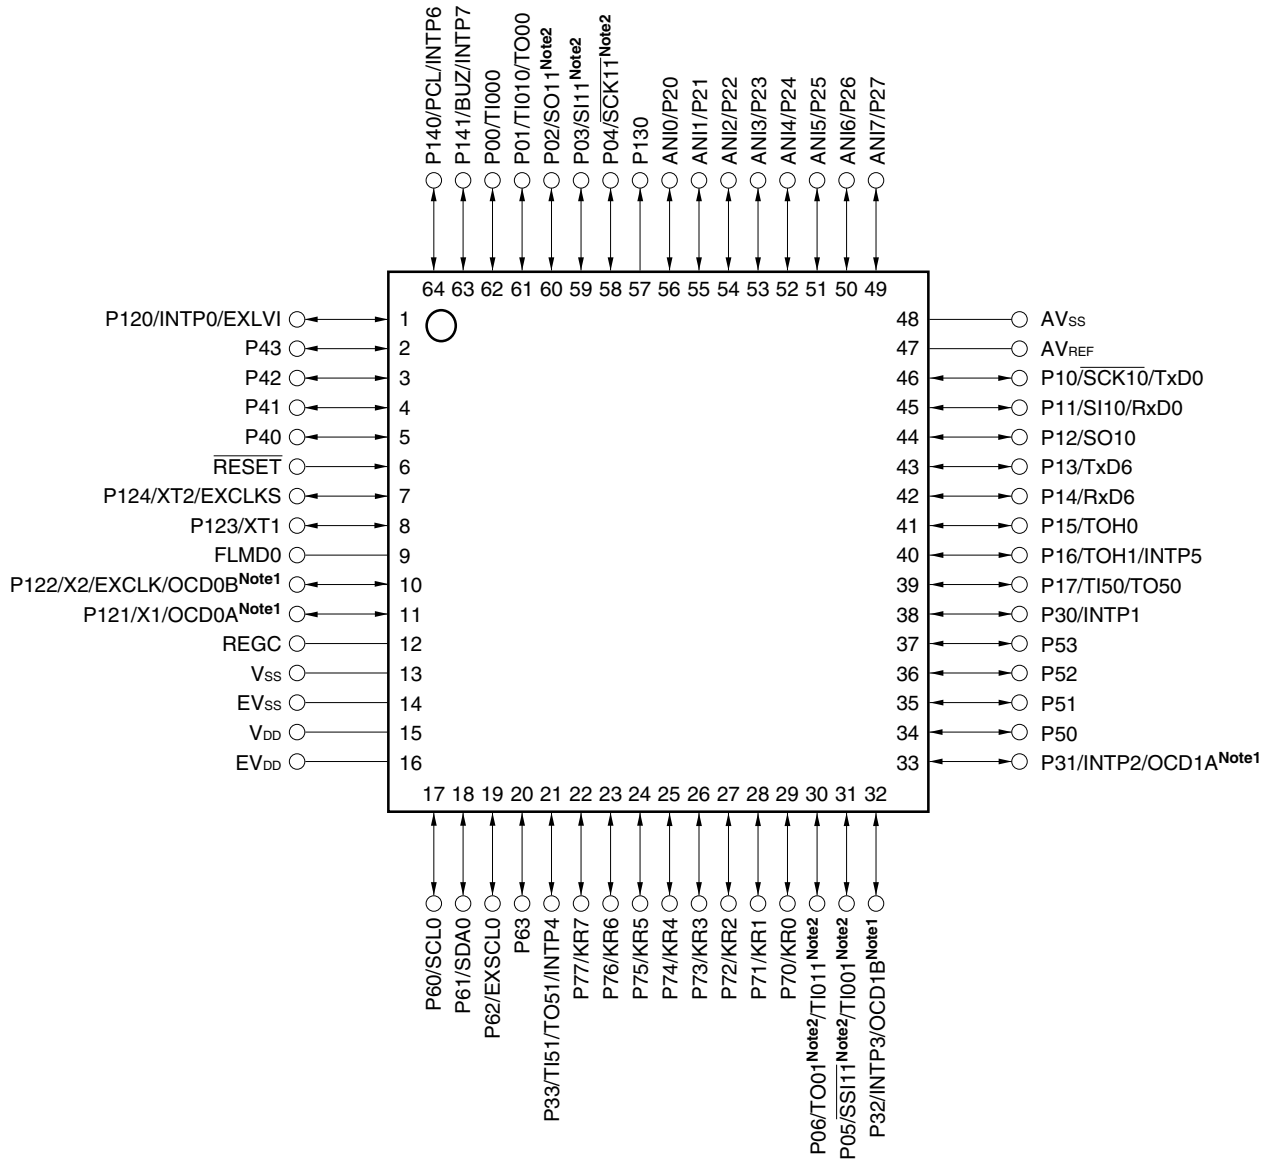 P140/PCL/INTP6
P141/BUZ/INTP7
P00/TI000
P01/TI010/TO00
P02/SO11Note2
P03/SI11Note2
P04/SCK11Note2
P130
ANI0/P20
ANI1/P21
ANI2/P22
ANI3/P23
ANI4/P24
ANI5/P25
ANI6/P26
ANI7/P27
64 63 62 61 60 59 58 57 56 55 54 53 52 51 50 49
P120/INTP0/EXLVI 1
P43 2
P42 3
P41 4
P40 5
RESET 6
P124/XT2/EXCLKS 7
P123/XT1 8
FLMD0 9
P122/X2/EXCLK/OCD0BNote1 10
P121/X1/OCD0ANote1 11
REGC 12
VSS 13
EVSS 14
VDD 15
EVDD 16
48 AVSS
47 AVREF
46 P10/SCK10/TxD0
45 P11/SI10/RxD0
44 P12/SO10
43 P13/TxD6
42 P14/RxD6
41 P15/TOH0
40 P16/TOH1/INTP5
39 P17/TI50/TO50
38 P30/INTP1
37 P53
36 P52
35 P51
34 P50
33 P31/INTP2/OCD1ANote1
17 18 19 20 21 22 23 24 25 26 27 28 29 30 31 32
P60/SCL0
P61/SDA0
P62/EXSCL0
P63
P33/TI51/TO51/INTP4
P77/KR7
P76/KR6
P75/KR5
P74/KR4
P73/KR3
P72/KR2
P71/KR1
P70/KR0
P06/TO01Note2/TI011Note2
P05/SSI11Note2/TI001Note2
P32/INTP3/OCD1BNote1